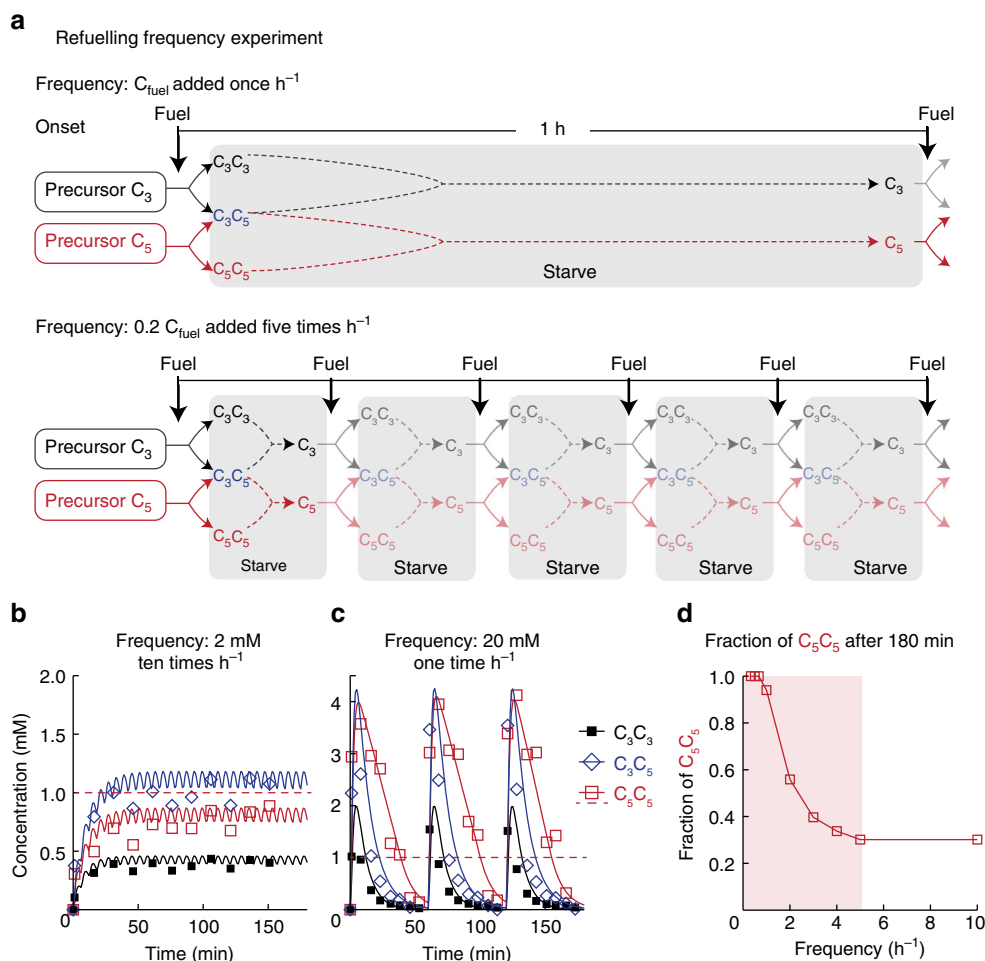 a
Refuelling frequency experiment
Frequency: C_fuel added once h⁻¹
Onset
Fuel
1 h
Fuel
Precursor C₃
C₃C₃
C₃
C₃C₅
Precursor C₅
C₅
C₅C₅
Starve
Frequency: 0.2 C_fuel added five times h⁻¹
Fuel Fuel Fuel Fuel Fuel Fuel
C₃C₃ C₃C₃ C₃C₃ C₃C₃ C₃C₃
Precursor C₃ C₃ C₃ C₃ C₃ C₃
C₃C₅ C₃C₅ C₃C₅ C₃C₅ C₃C₅
Precursor C₅ C₅ C₅ C₅ C₅ C₅
C₅C₅ C₅C₅ C₅C₅ C₅C₅ C₅C₅
Starve Starve Starve Starve Starve
b
Frequency: 2 mM
ten times h⁻¹
Concentration (mM)
2.0
1.5
1.0
0.5
0
0 50 100 150
Time (min)
c
Frequency: 20 mM
one time h⁻¹
4
3
2
1
0
50 100 150
Time (min)
C₃C₃
C₃C₅
C₅C₅
d
Fraction of C₅C₅ after 180 min
Fraction of C₅C₅
1.0
0.8
0.6
0.4
0.2
0 2 4 6 8 10
Frequency (h⁻¹)